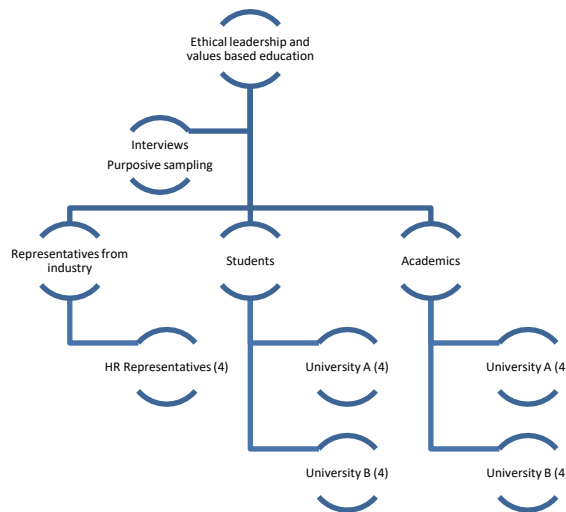 Ethical leadership and
values based education
Interviews
Purposive sampling
Representatives from
industry
Students
Academics
HR Representatives (4)
University A (4)
University A (4
University B (4)
University B (4